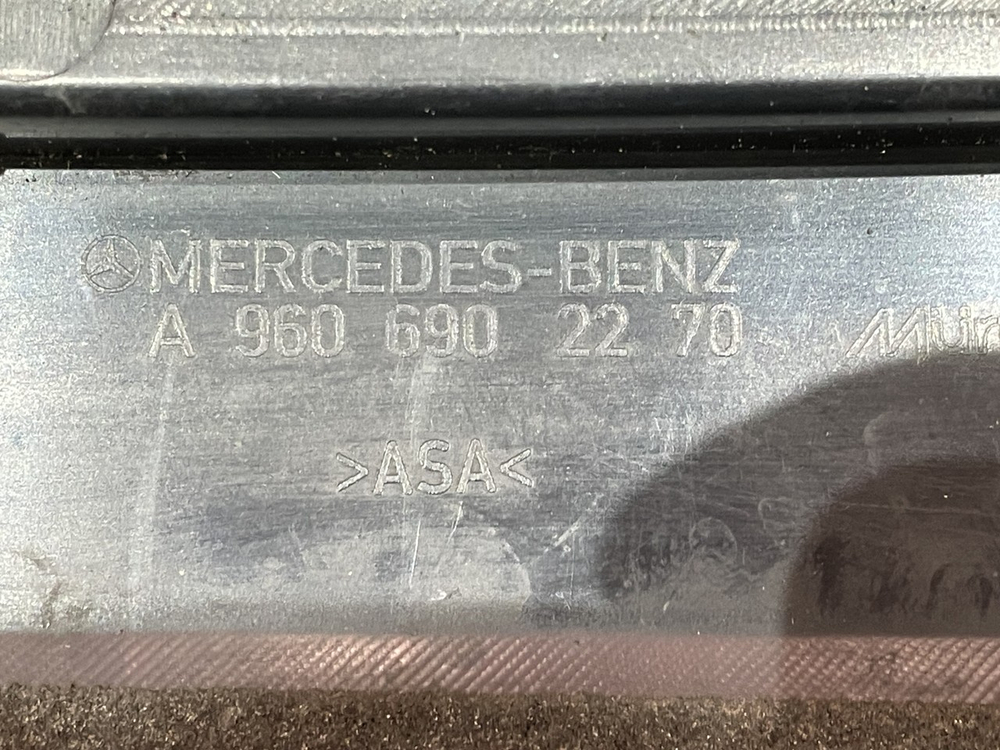 MERCEDES-BENZ
A 960 690 22 70
>ASA<